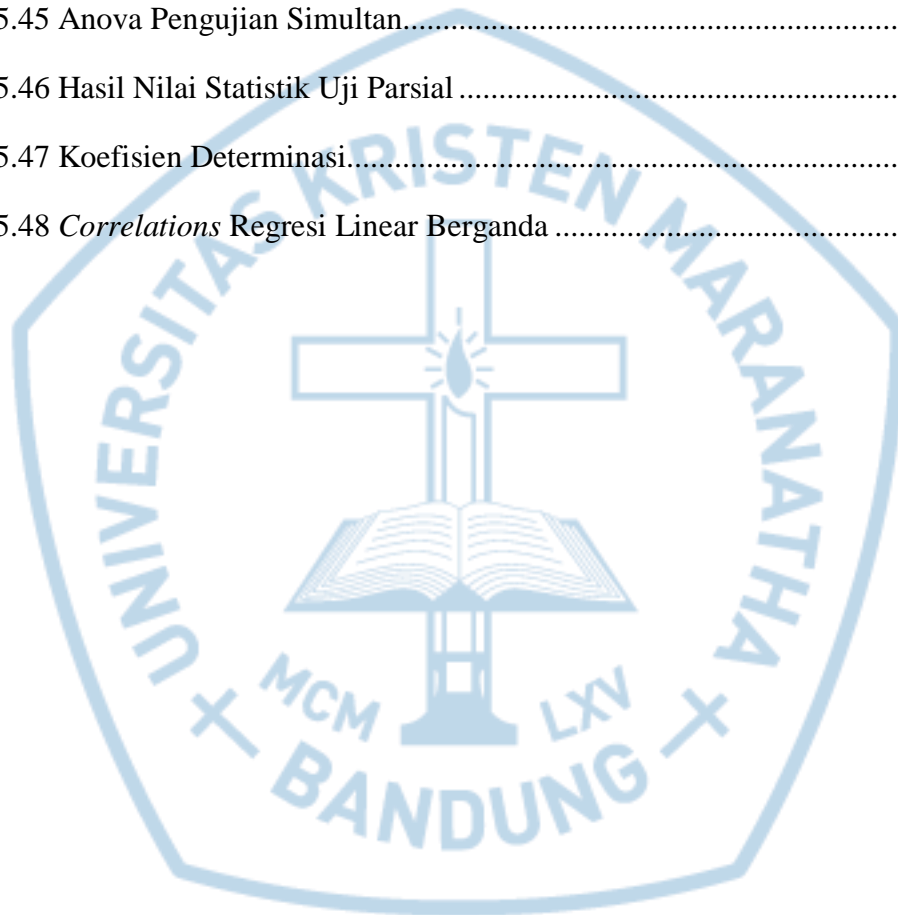 5.45 Anova Pengujian Simultan..........................................................................
5.46 Hasil Nilai Statistik Uji Parsial..................................................................
5.47 Koefisien Determinasi.................................................................................
5.48 Correlations Regresi Linear Berganda ....................................................
UNIVERSITAS KRISTEN MARANATHA
MCM LXV
BANDUNG